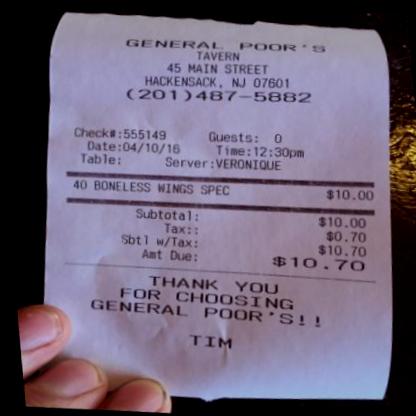 GENERAL POOR'S
TAVERN
45 MAIN STREET
HACKENSACK, NJ 07601
(201)487-5882
Check#:555149 Guests: 0
Date:04/10/16 Time:12:30pm
Table: Server:VERONIQUE
40 BONELESS WINGS SPEC $10.00
Subtotal: $10.00
Tax:: $0.70
Sbtl w/Tax: $10.70
Amt Due: $10.70
THANK YOU
FOR CHOOSING
GENERAL POOR'S!!
TIM